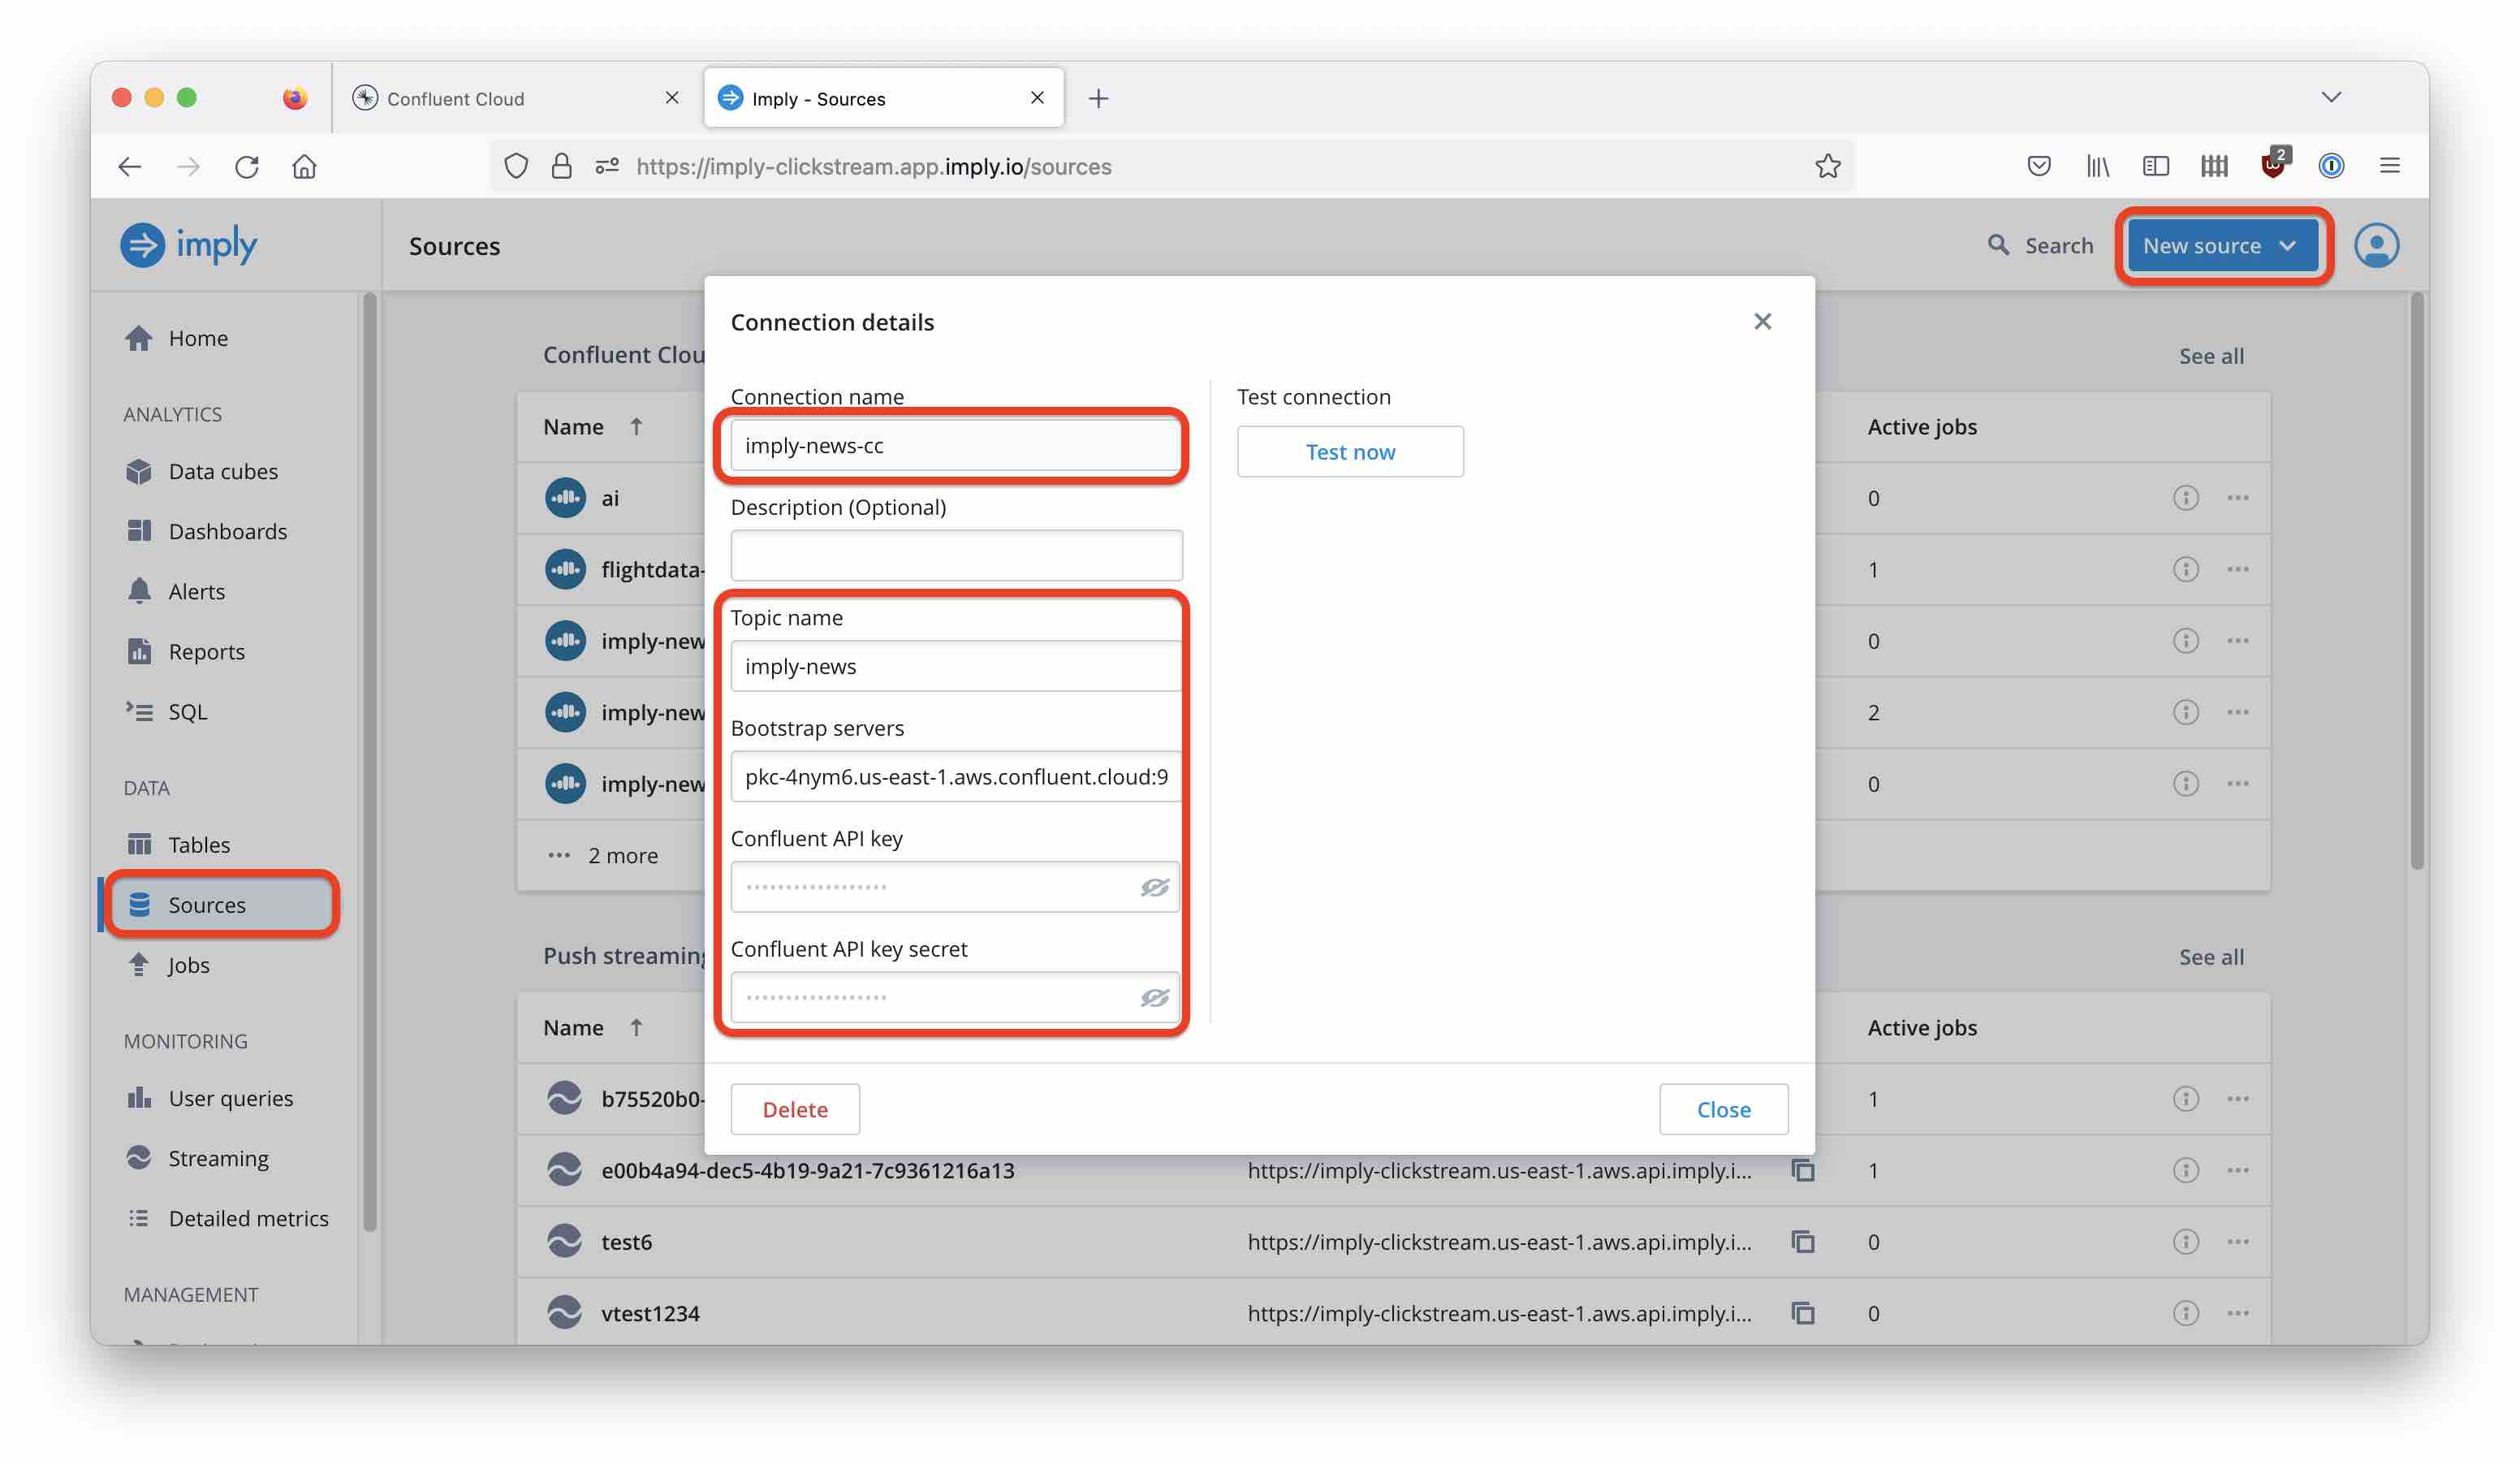 Confluent Cloud
Imply - Sources
https://imply-clickstream.app.imply.io/sources
2
imply
Sources
Search
New source
Home
ANALYTICS
Data cubes
Dashboards
Alerts
Reports
SQL
DATA
Tables
Sources
Jobs
MONITORING
User queries
Streaming
Detailed metrics
MANAGEMENT
Confluent Clou
See all
Name
Active jobs
ai
0
flightdata-
1
imply-new
0
imply-new
2
imply-new
0
2 more
Push streaming
See all
Name
Active jobs
b75520b0-
1
e00b4a94-dec5-4b19-9a21-7c9361216a13
https://imply-clickstream.us-east-1.aws.api.imply.i...
1
test6
https://imply-clickstream.us-east-1.aws.api.imply.i...
0
vtest1234
https://imply-clickstream.us-east-1.aws.api.imply.i...
0
Connection details
Connection name
imply-news-cc
Description (Optional)
Topic name
imply-news
Bootstrap servers
pkc-4nym6.us-east-1.aws.confluent.cloud:9
Confluent API key
Confluent API key secret
Test connection
Test now
Delete
Close